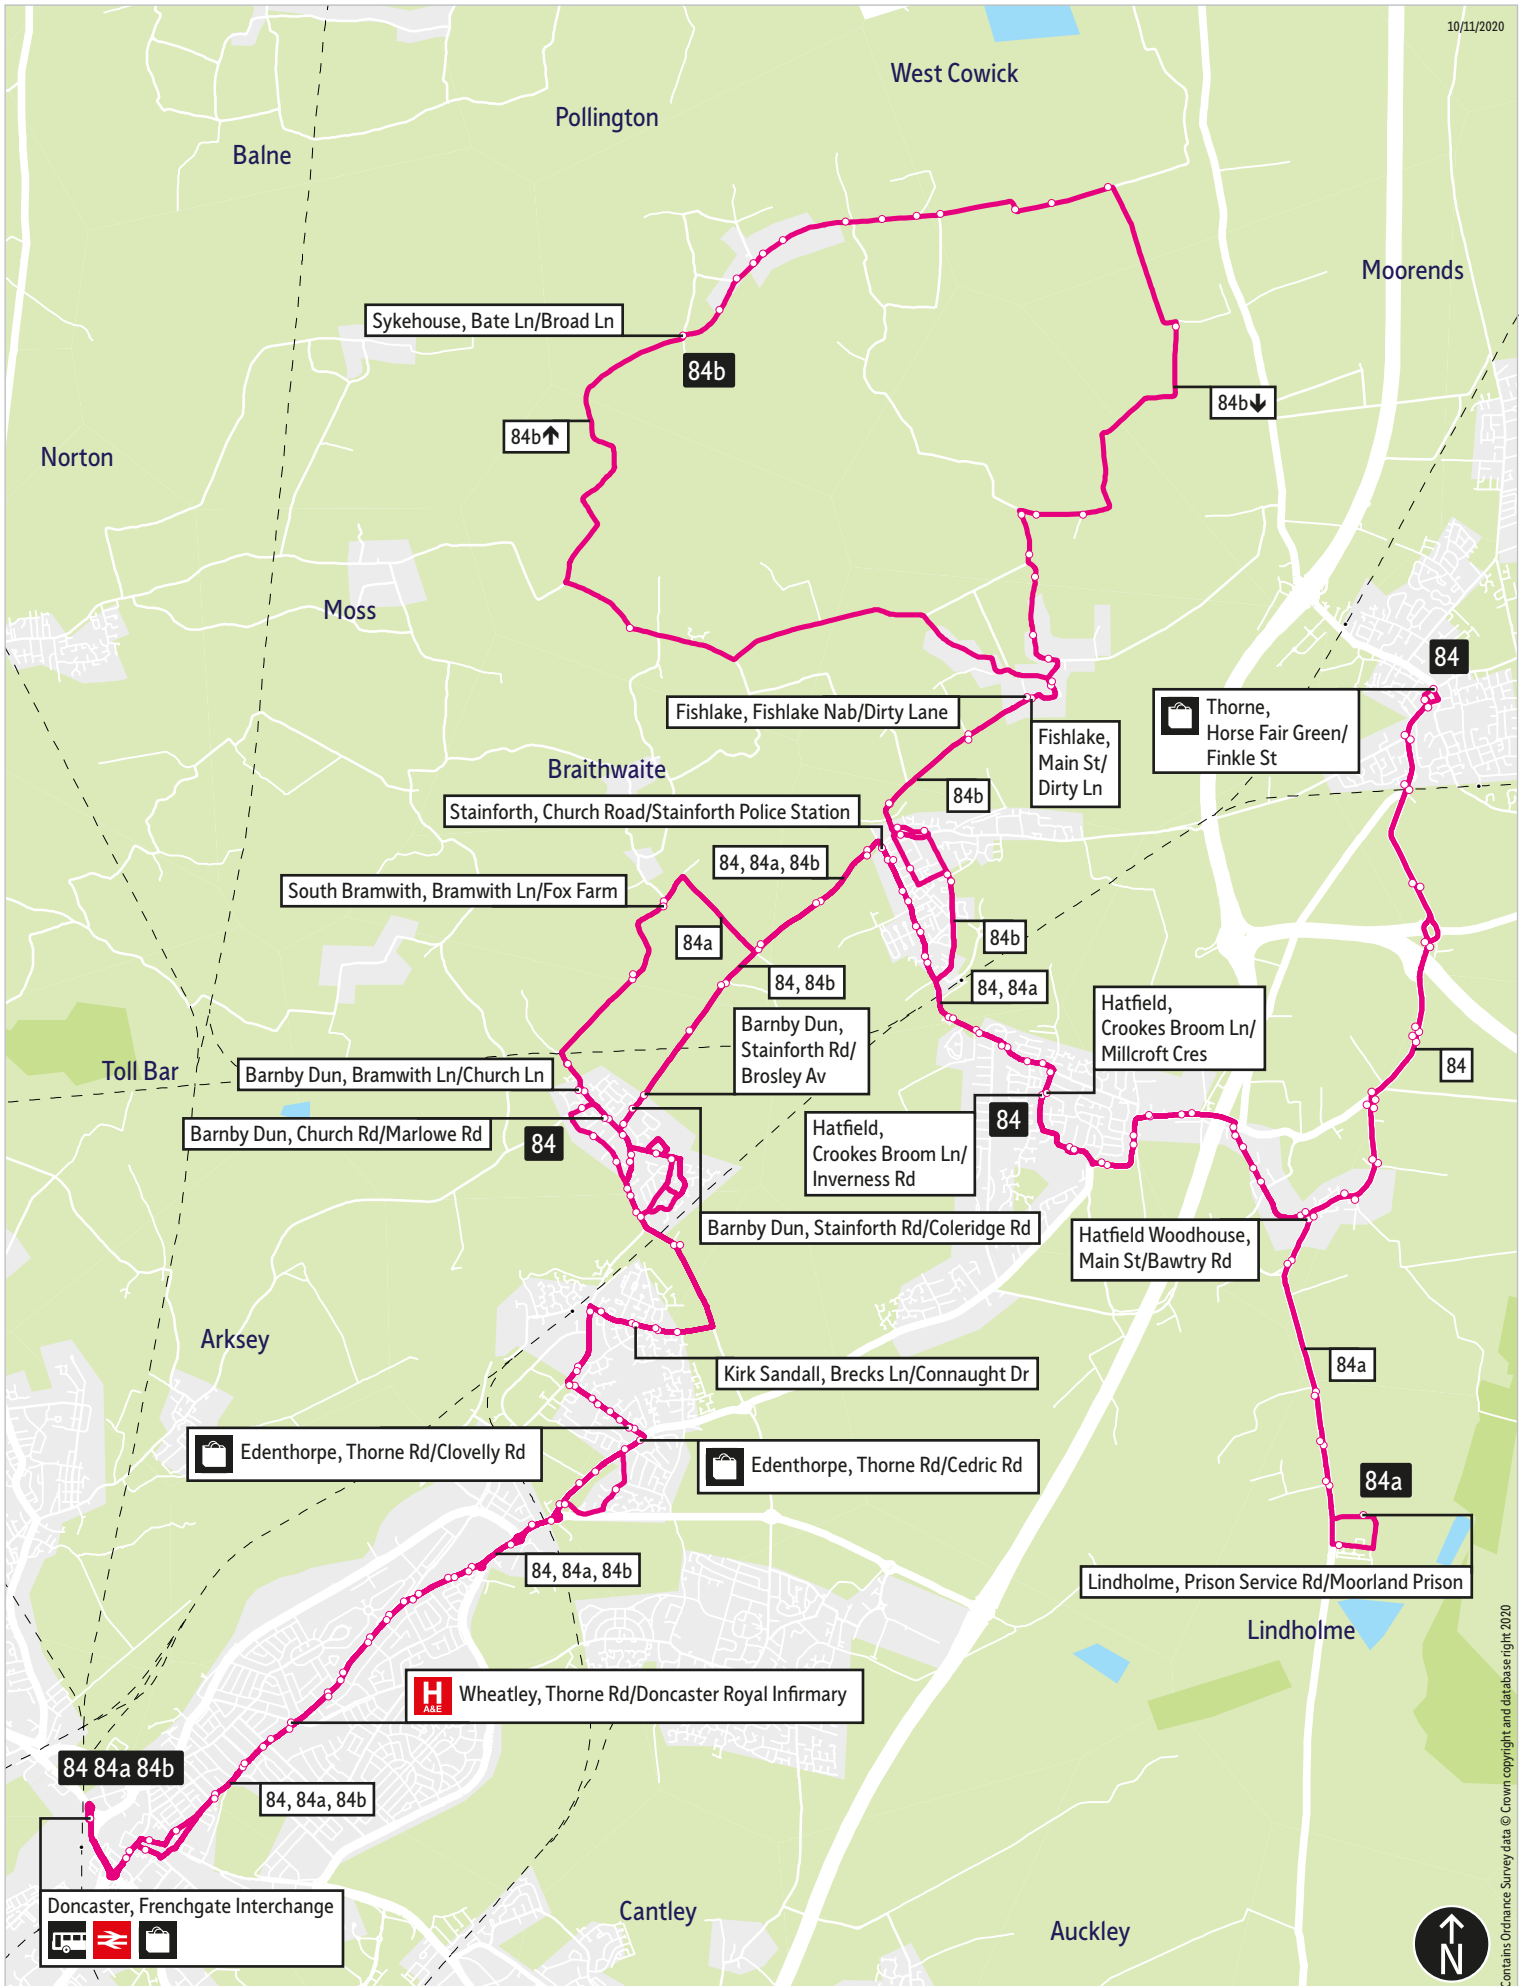 10/11/2020
West Cowick
Pollington
Balne
Moorends
Sykehouse, Bate Ln/Broad Ln
84b
84b↓
84b↑
Norton
Moss
84
Fishlake, Fishlake Nab/Dirty Lane
Thorne,
Horse Fair Green/
Finkle St
Fishlake,
Main St/
Dirty Ln
Braithwaite
84b
Stainforth, Church Road/Stainforth Police Station
84, 84a, 84b
South Bramwith, Bramwith Ln/Fox Farm
84a
84b
84, 84b
84, 84a
Hatfield,
Crookes Broom Ln/
Millcroft Cres
Barnby Dun,
Stainforth Rd/
Brosley Av
84
Toll Bar
Barnby Dun, Bramwith Ln/Church Ln
Barnby Dun, Church Rd/Marlowe Rd
84
84
Hatfield,
Crookes Broom Ln/
Inverness Rd
Barnby Dun, Stainforth Rd/Coleridge Rd
Hatfield Woodhouse,
Main St/Bawtry Rd
Arksey
84a
Kirk Sandall, Brecks Ln/Connaught Dr
Edenthorpe, Thorne Rd/Clovelly Rd
Edenthorpe, Thorne Rd/Cedric Rd
84a
84, 84a, 84b
Lindholme, Prison Service Rd/Moorland Prison
Lindholme
H
A&E
Wheatley, Thorne Rd/Doncaster Royal Infirmary
84 84a 84b
84, 84a, 84b
Doncaster, Frenchgate Interchange
Cantley
Auckley
N
Contains Ordnance Survey data © Crown copyright and database right 2020